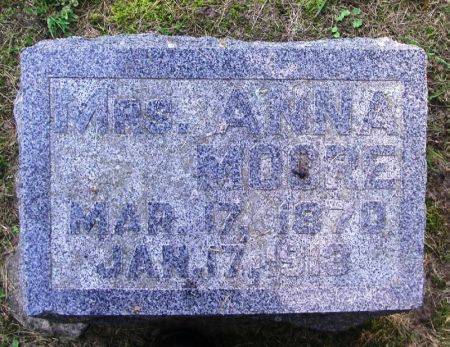 Mrs. ANNA
MOORE
MAR. 17, 1870
JAN. 17, 1913